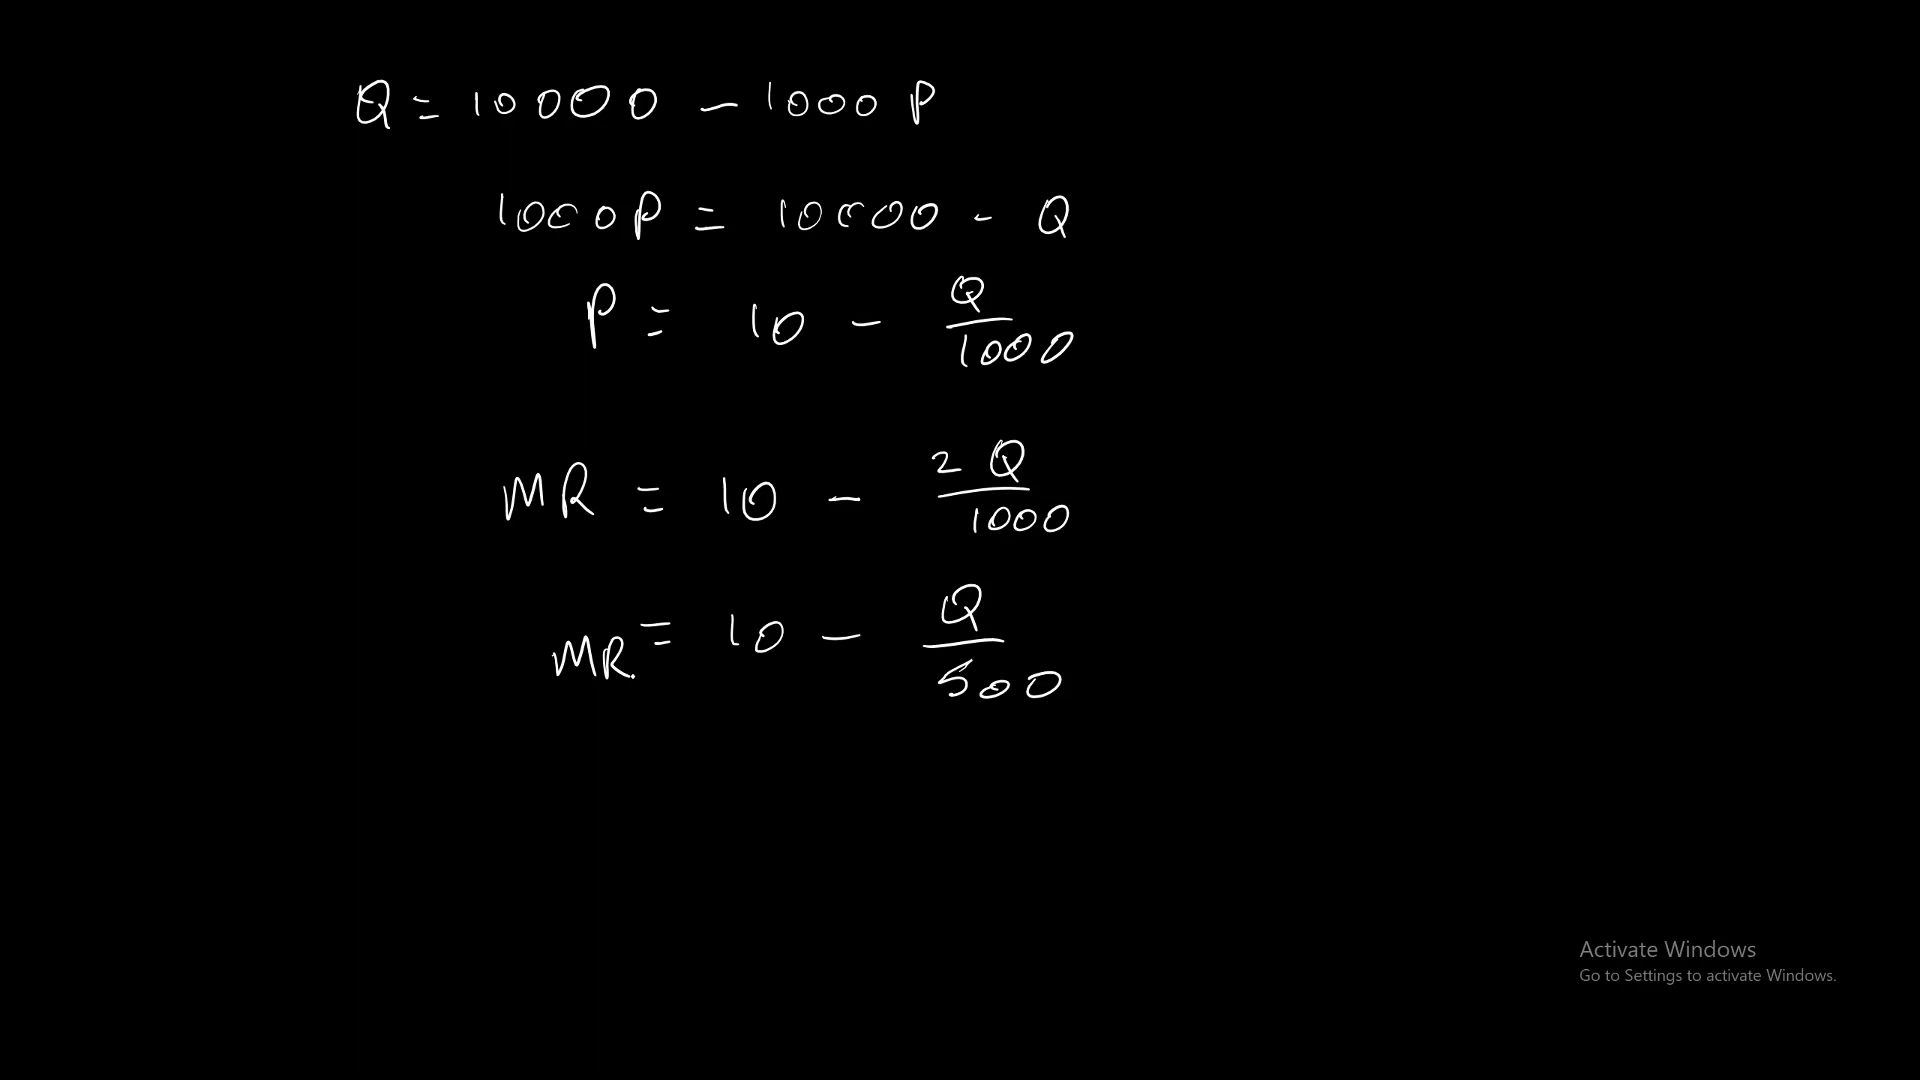 Q = 10000 - 1000 P
1000P = 10000 - Q
P = 10 - Q/1000
MR = 10 - 2Q/1000
MR = 10 - Q/500
Activate Windows
Go to Settings to activate Windows.